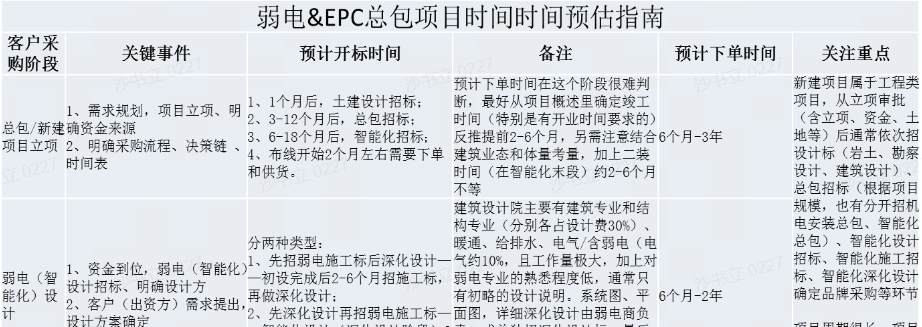 弱电&EPC总包项目时间时间预估指南
客户采
购阶段
关键事件
预计开标时间
备注
预计下单时间
关注重点
总包/新建
项目立项
1、需求规划，项目立项、明
确资金来源
2、明确采购流程、决策链 、
时间表
1、1个月后，土建设计招标；
2、3-12个月后，总包招标；
3、6-18个月后，智能化招标；
4、布线开始2个月左右需要下单
和供货。
预计下单时间在这个阶段很难判
断，最好从项目概述里确定竣工
时间（特别是有开业时间要求的）
反推提前2-6个月，另需注意结合
建筑业态和体量考量，加上二装
时间（在智能化末段）约2-6个月
不等
6个月-3年
新建项目属于工程类
项目，从立项审批
（含立项、资金、土
地等）后通常依次招
设计标（岩土、勘察
设计、建筑设计）、
总包招标（根据项目
规模，也有分开招机
电安装总包、智能化
总包）、智能化设计
招标、智能化施工招
标、智能化深化设计
确定品牌采购等环节
弱电（智
能化）设
计
1、资金到位，弱电（智能化）
设计招标、明确设计方
2、客户（出资方）需求提出，
设计方案确定
分两种类型：
1、先招弱电施工标后深化设计—
—初设完成后2-6个月招施工标，
再做深化设计；
2、先深化设计再招弱电施工标—
建筑设计院主要有建筑专业和结
构专业（分别各占设计费30%）、
暖通、给排水、电气/含弱电（电
气约10%，且工作量极大，加上对
弱电专业的熟悉程度低，通常只
有初略的设计说明。系统图、平
面图，详细深化设计由弱电商负
6个月-2年
沙书立 0227